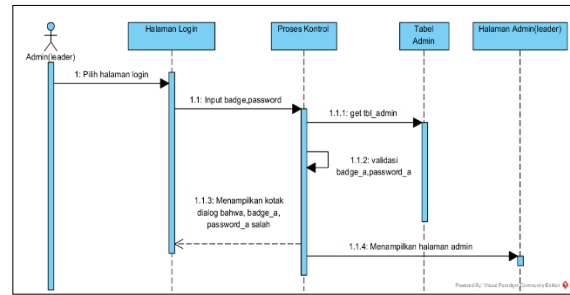 Halaman Login
Proses Kontrol
Tabel
Admin
Halaman Admin(leader)
Admin(leader)
1: Pilih halaman login
1.1: Input badge,password
1.1.1: get tbl_admin
1.1.2: validasi
badge_a,password_a
1.1.3: Menampilkan kotak
dialog bahwa, badge_a,
password_a salah
1.1.4: Menampilkan halaman admin
Powered By: Visual Paradigm Community Edition